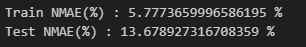 Train NMAE(%) : 5.7773659996586195 %
Test NMAE(%) : 13.678927316708359 %